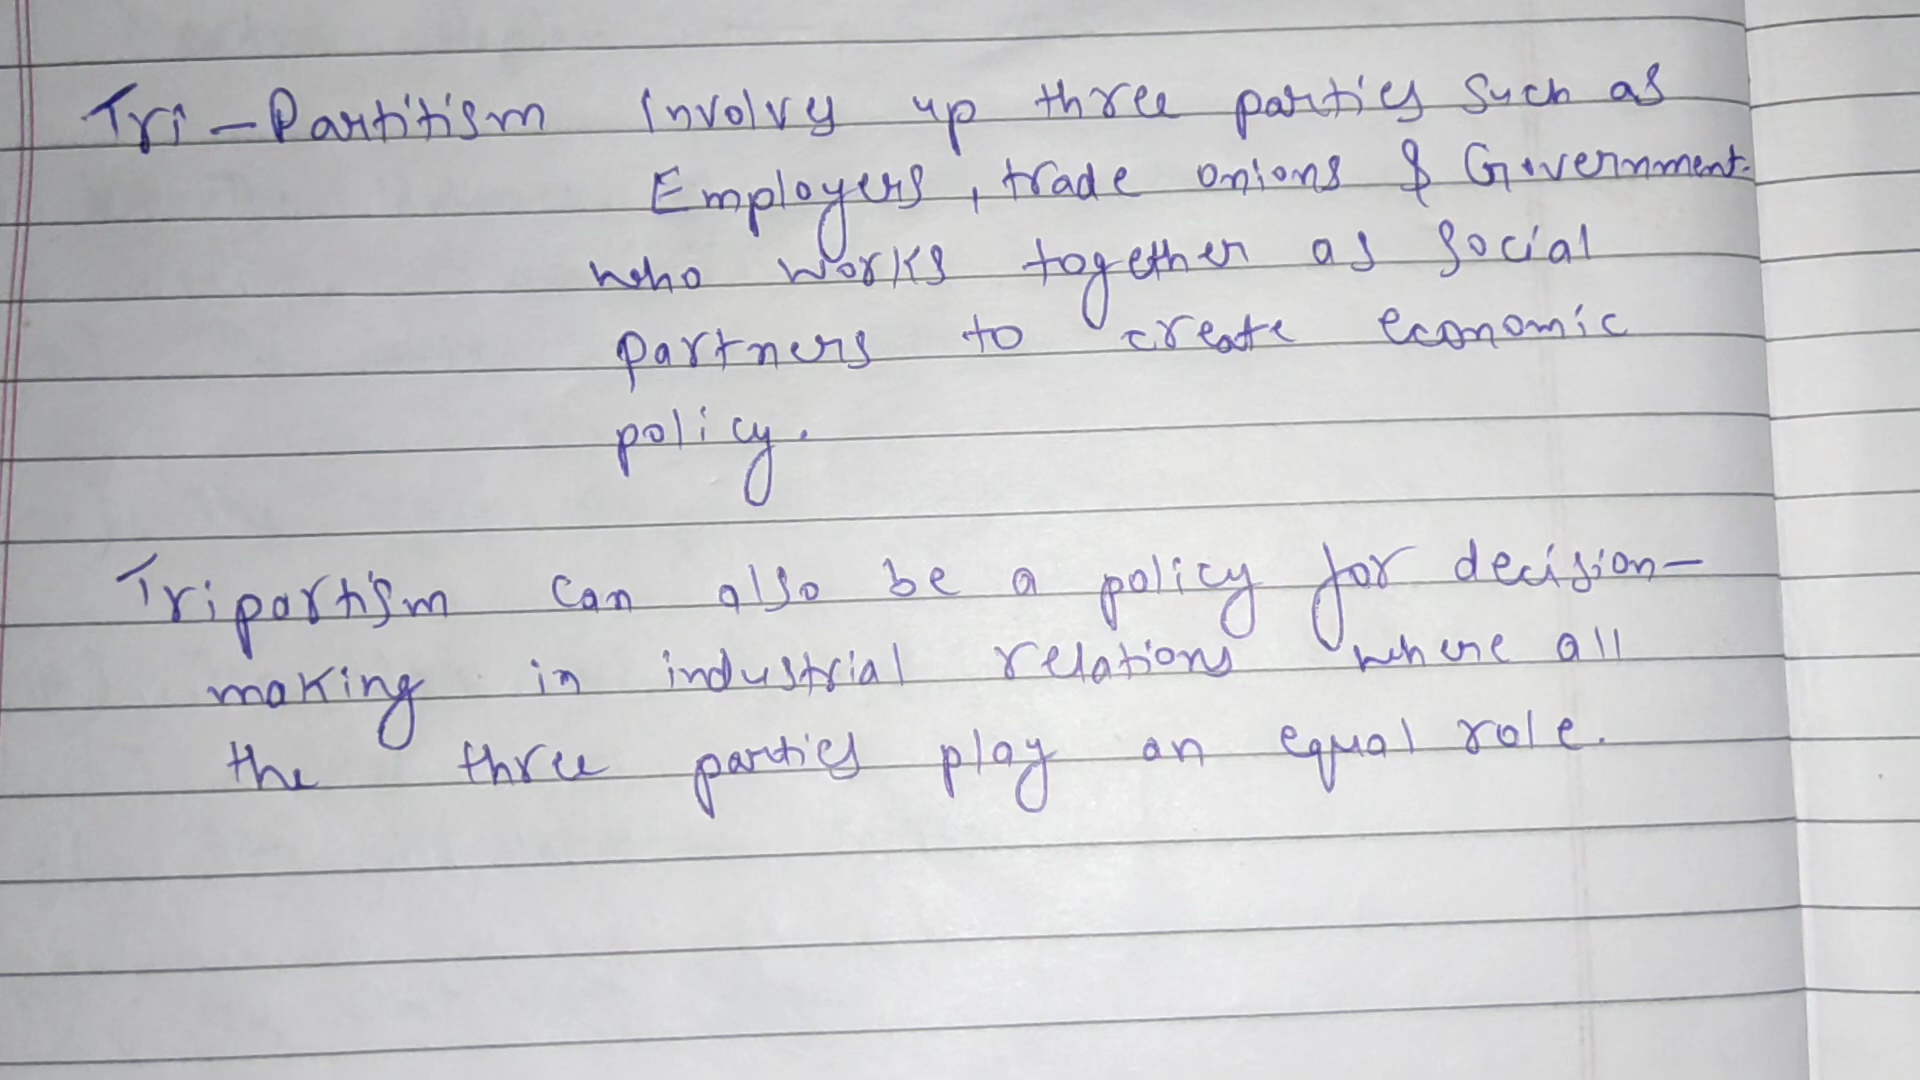 Tri-Partitism involves up three parties such as
Employers, trade onions & Government
who works together as social
partners to create economic
policy.
Tripartism can also be a policy for decision-
making in industrial relations where all
the three parties play an equal role.